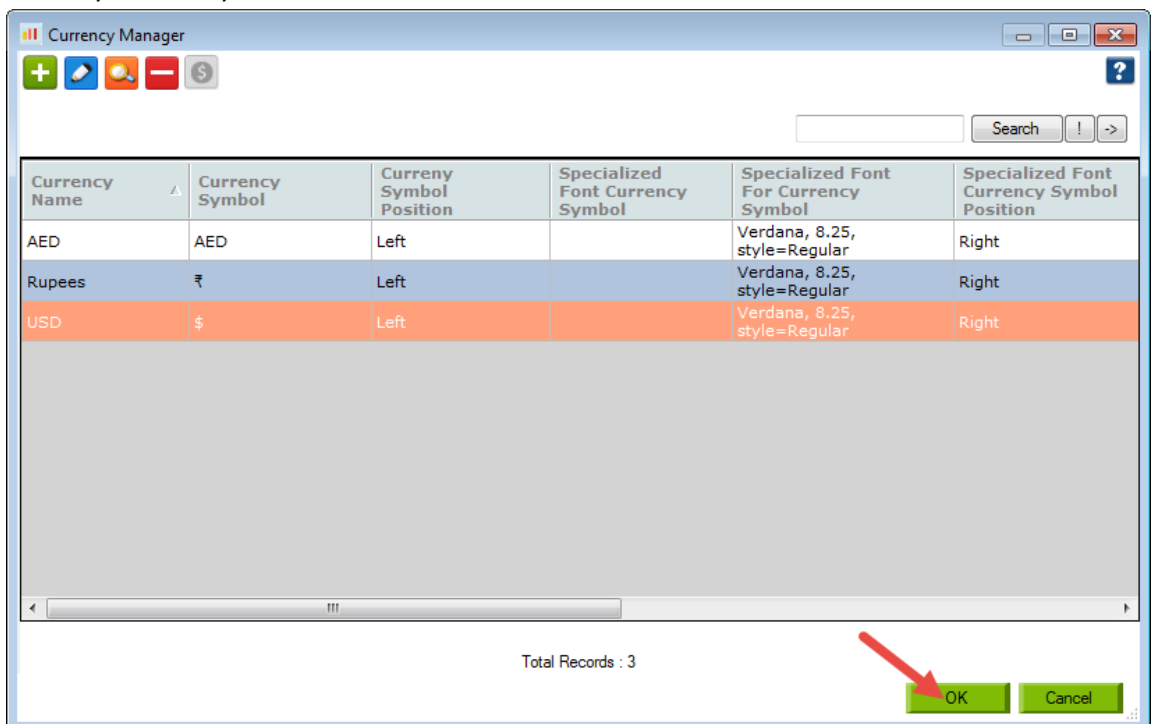 Currency Manager
$
?
Search ! ->
Currency Name Currency Symbol Curreny Symbol Position Specialized Font Currency Symbol Specialized Font For Currency Symbol Specialized Font Currency Symbol Position
AED AED Left Verdana, 8.25, style=Regular Right
Rupees ₹ Left Verdana, 8.25, style=Regular Right
USD $ Left Verdana, 8.25, style=Regular Right
Total Records : 3
OK Cancel